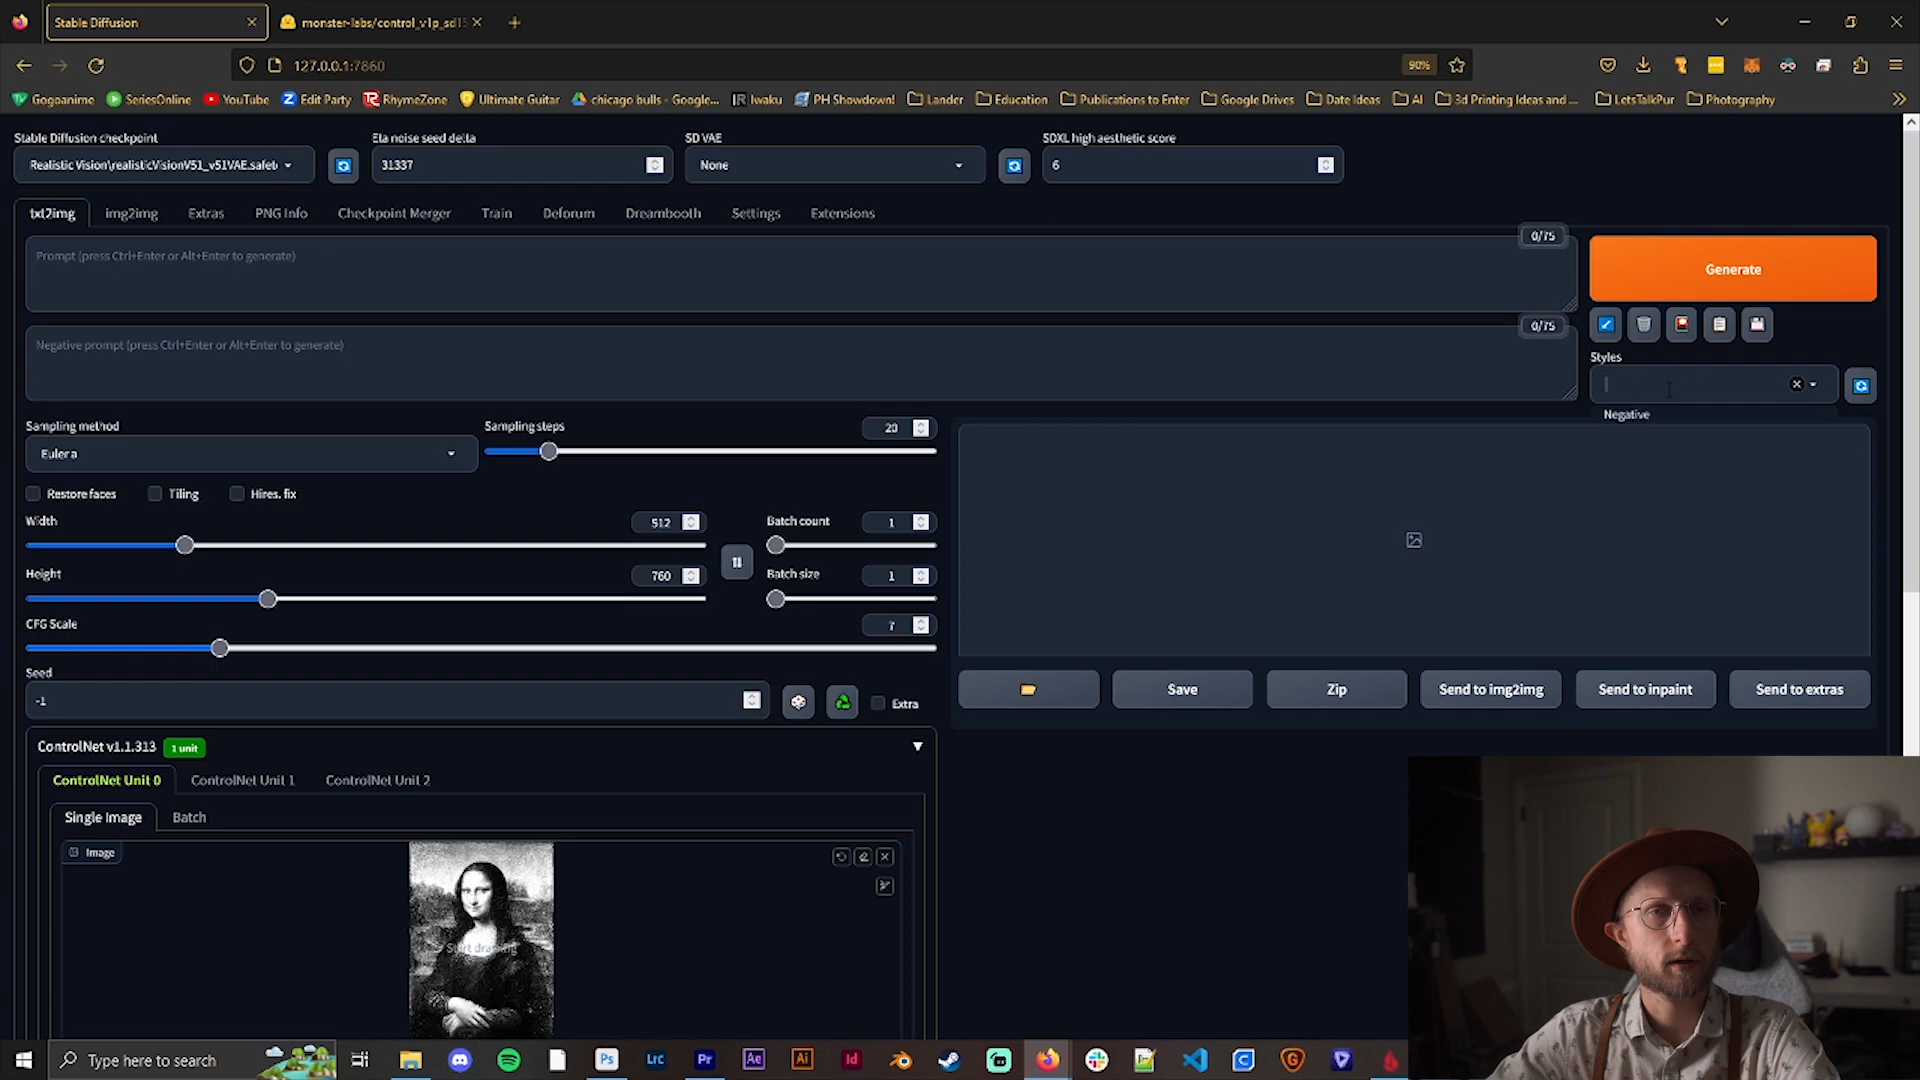 Stable Diffusion
monster-labs/control_v1p_sd15
127.0.0.1:7860
90%
Gogoanime
SeriesOnline
YouTube
Edit Party
RhymeZone
Ultimate Guitar
chicago bulls - Google...
Iwaku
PH Showdown!
Lander
Education
Publications to Enter
Google Drives
Date Ideas
AI
3d Printing Ideas and ...
LetsTalkPur
Photography
Stable Diffusion checkpoint
Eta noise seed delta
SD VAE
SDXL high aesthetic score
Realistic Vision\realisticVisionV51_v51VAE.safet
31337
None
6
txt2img
img2img
Extras
PNG Info
Checkpoint Merger
Train
Deforum
Dreambooth
Settings
Extensions
0/75
Prompt (press Ctrl+Enter or Alt+Enter to generate)
Generate
0/75
Negative prompt (press Ctrl+Enter or Alt+Enter to generate)
Styles
Negative
Sampling method
Sampling steps
20
Euler a
Restore faces
Tiling
Hires. fix
Width
512
Batch count
1
Height
760
Batch size
1
CFG Scale
7
Seed
-1
Extra
Save
Zip
Send to img2img
Send to inpaint
Send to extras
ControlNet v1.1.313
1 unit
ControlNet Unit 0
ControlNet Unit 1
ControlNet Unit 2
Single Image
Batch
Image
Start drawing
Type here to search
Ps
Lrc
Pr
Ae
Ai
Id